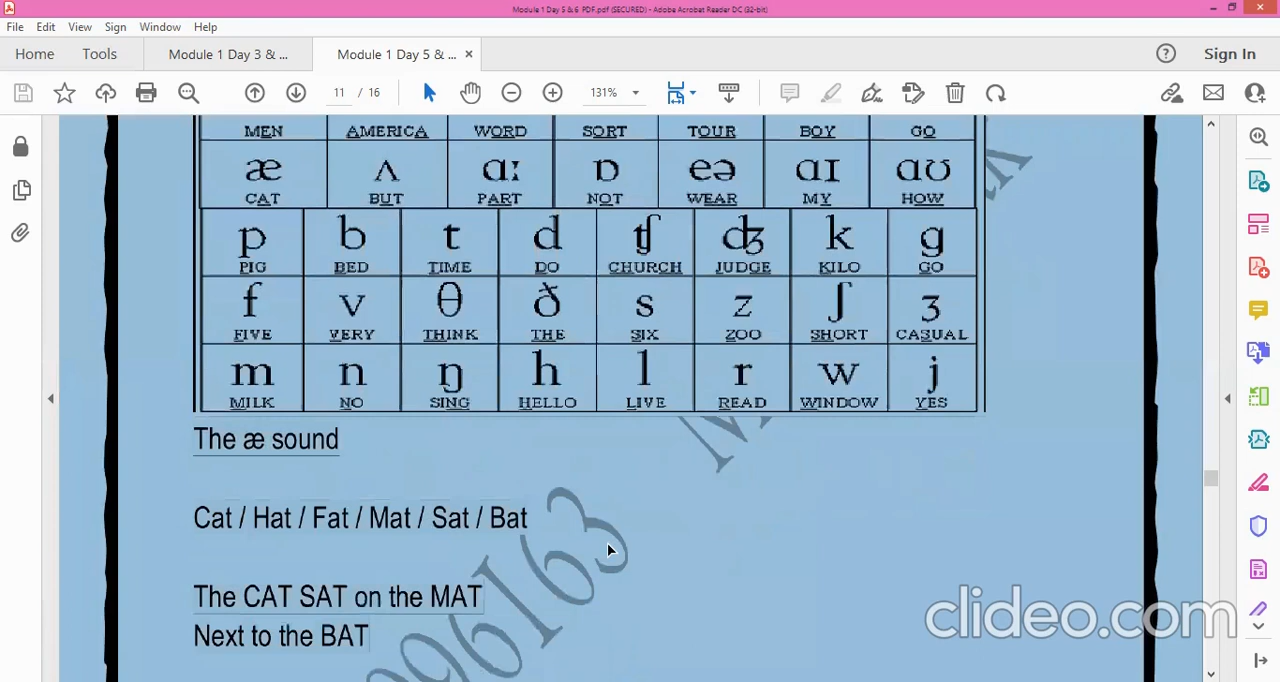 Module 1 Day 5 & 6 PDF.pdf (SECURED) - Adobe Acrobat Reader DC (32-bit)
File Edit View Sign Window Help
Home Tools Module 1 Day 3 & ... Module 1 Day 5 & ... × Sign In
11 / 16 131%
MEN AMERICA WORD SORT TOUR BOY GO
æ ʌ ɑː ɒ eə aɪ aʊ
CAT BUT PART NOT WEAR MY HOW
p b t d ʧ ʤ k g
PIG BED TIME DO CHURCH JUDGE KILO GO
f v θ ð s z ʃ ʒ
FIVE VERY THINK THE SIX ZOO SHORT CASUAL
m n ŋ h l r w j
MILK NO SING HELLO LIVE READ WINDOW YES
The æ sound
Cat / Hat / Fat / Mat / Sat / Bat
The CAT SAT on the MAT
Next to the BAT
996163
clideo.com